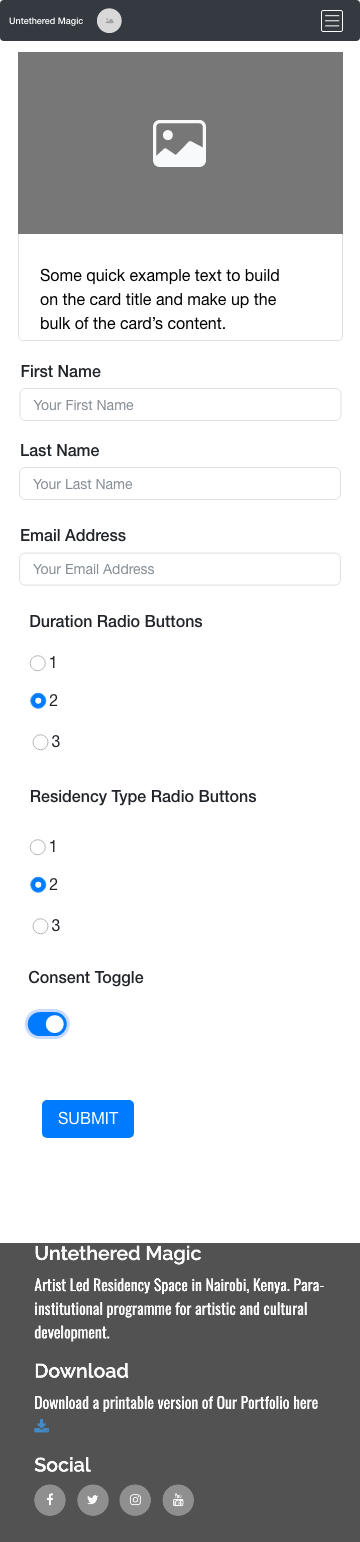 Untethered Magic
Some quick example text to build
on the card title and make up the
bulk of the card’s content.
First Name
Your First Name
Last Name
Your Last Name
Email Address
Your Email Address
Duration Radio Buttons
1
2
3
Residency Type Radio Buttons
1
2
3
Consent Toggle
SUBMIT
Untethered Magic
Artist Led Residency Space in Nairobi, Kenya. Para-
institutional programme for artistic and cultural
development.
Download
Download a printable version of Our Portfolio here
Social